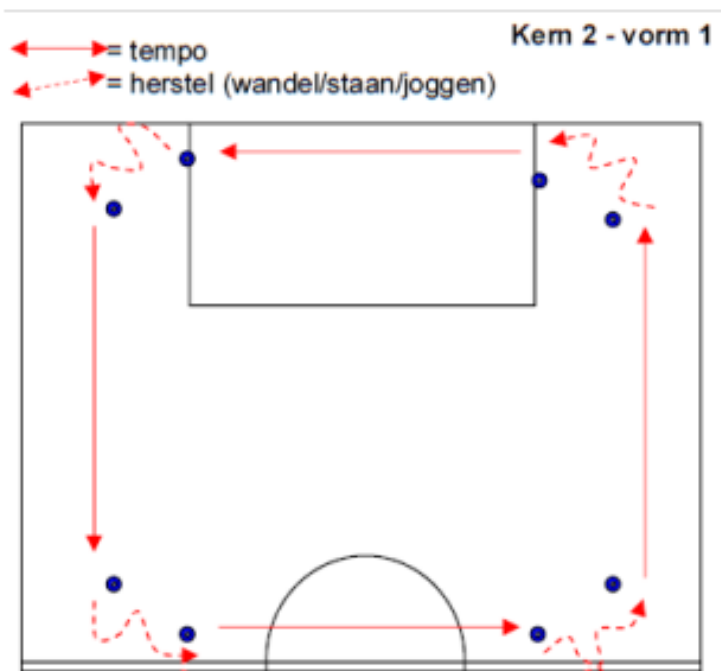 Kern 2 - vorm 1
= tempo
= herstel (wandel/staan/joggen)